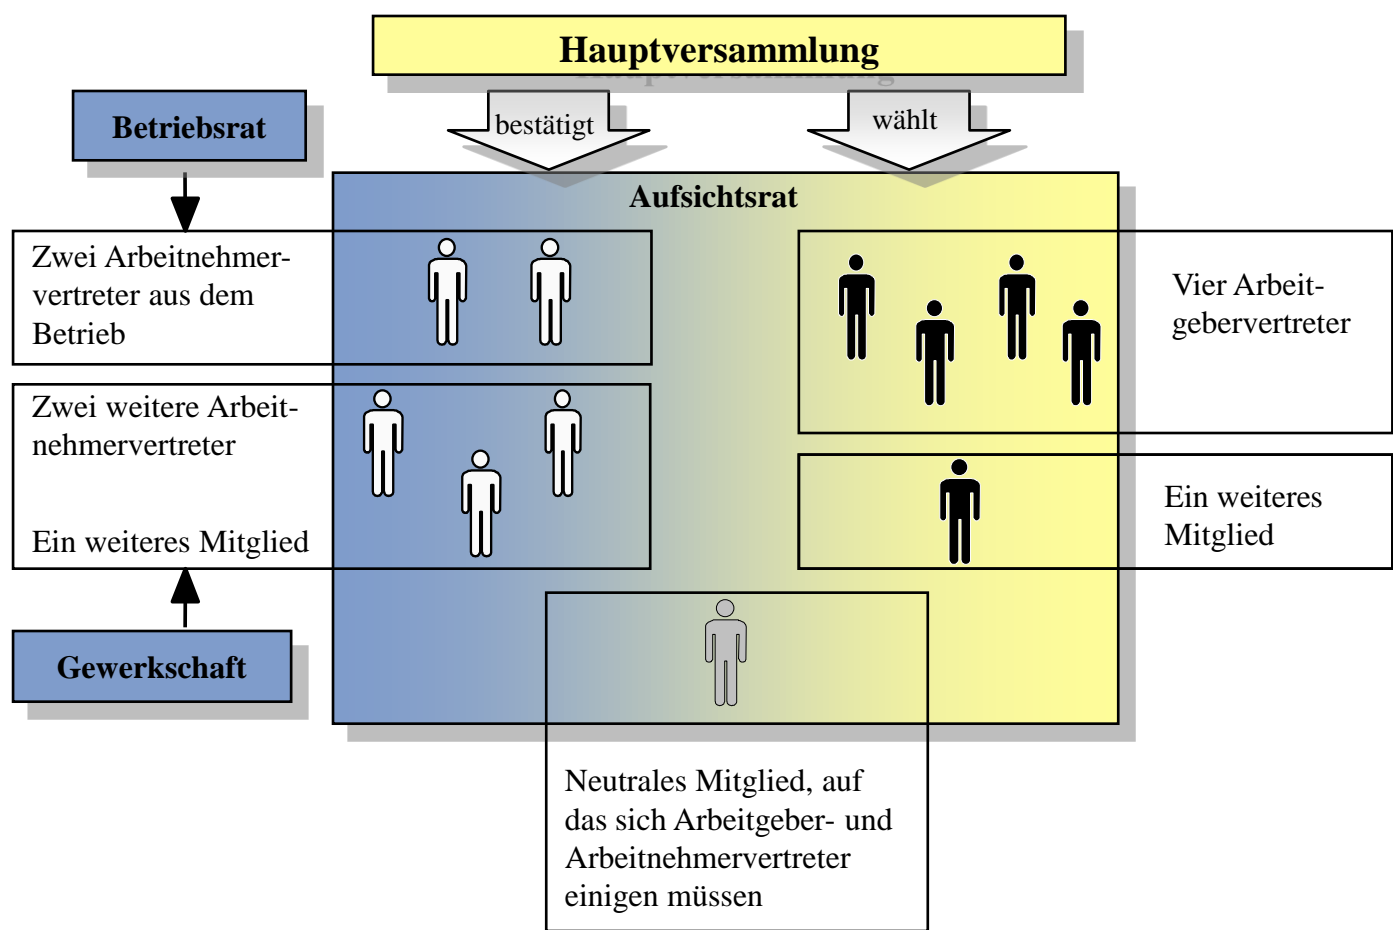 Hauptversammlung
bestätigt
wählt
Betriebsrat
Aufsichtsrat
Zwei Arbeitnehmer-
vertreter aus dem
Betrieb
Vier Arbeit-
gebervertreter
Zwei weitere Arbeit-
nehmervertreter
Ein weiteres Mitglied
Ein weiteres
Mitglied
Gewerkschaft
Neutrales Mitglied, auf
das sich Arbeitgeber- und
Arbeitnehmervertreter
einigen müssen